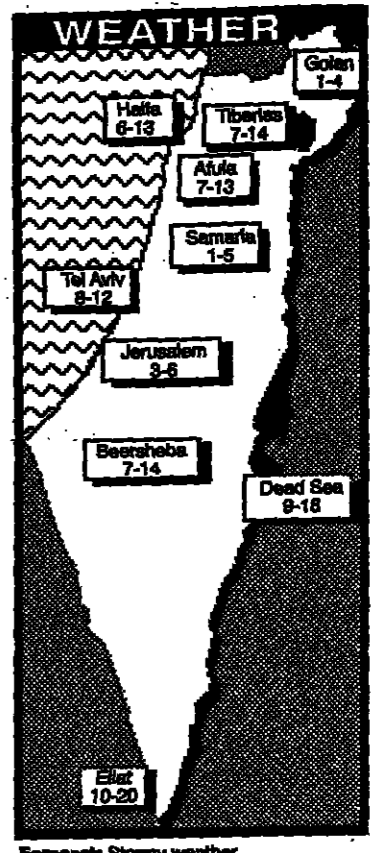 WEATHER
Golan
1-4
Haifa
6-13
Tiberias
7-14
Afula
7-13
Samaria
1-5
Tel Aviv
8-12
Jerusalem
3-6
Beersheba
7-14
Dead Sea
9-18
Eilat
10-20
Forecast: Stormy weather